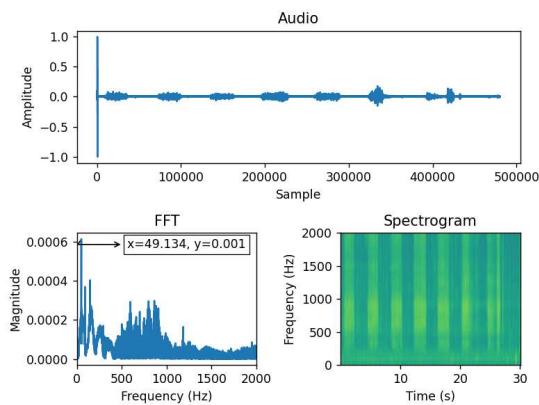 Audio
1.0
0.5
0.0
−0.5
−1.0
Amplitude
0 100000 200000 300000 400000 500000
Sample
FFT
0.0006
0.0004
0.0002
0.0000
Magnitude
x=49.134, y=0.001
0 500 1000 1500 2000
Frequency (Hz)
Spectrogram
2000
1500
1000
500
0
Frequency (Hz)
10 20 30
Time (s)